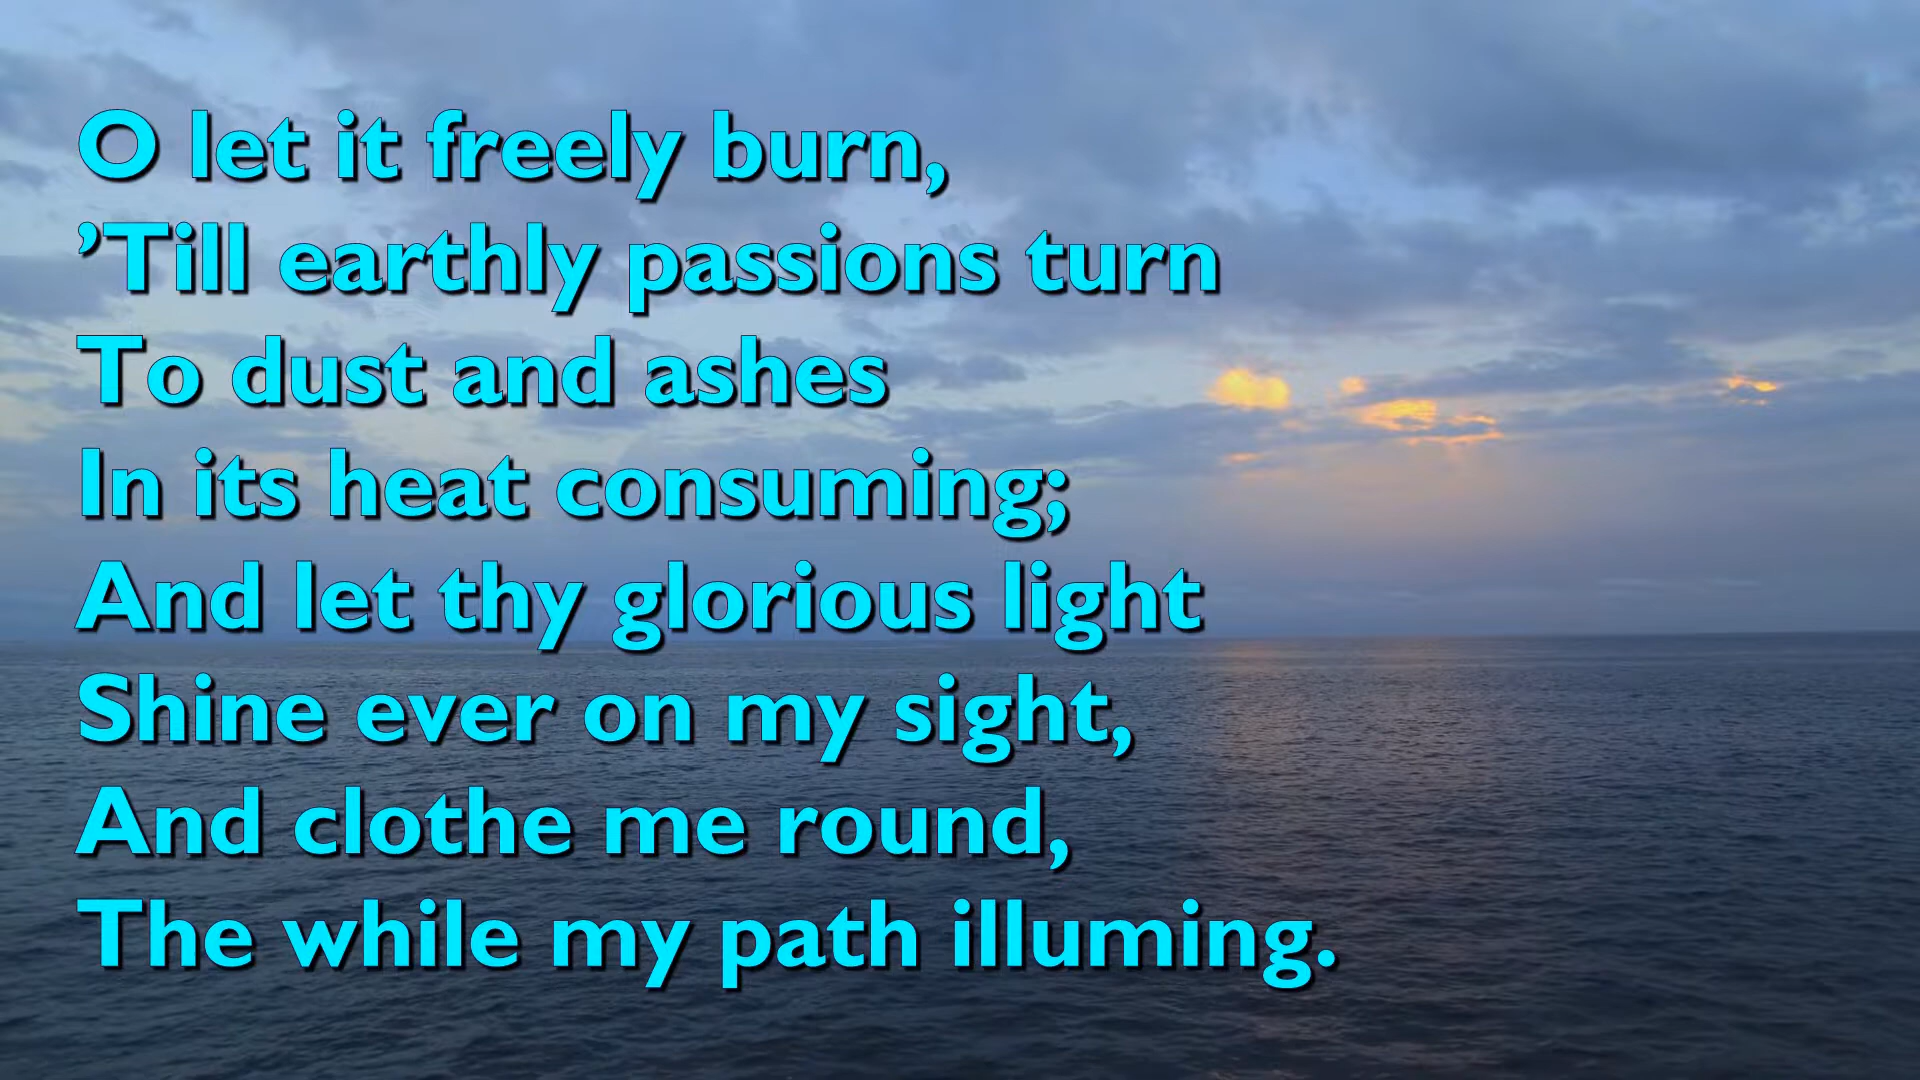 O let it freely burn,
’Till earthly passions turn
To dust and ashes
In its heat consuming;
And let thy glorious light
Shine ever on my sight,
And clothe me round,
The while my path illuming.